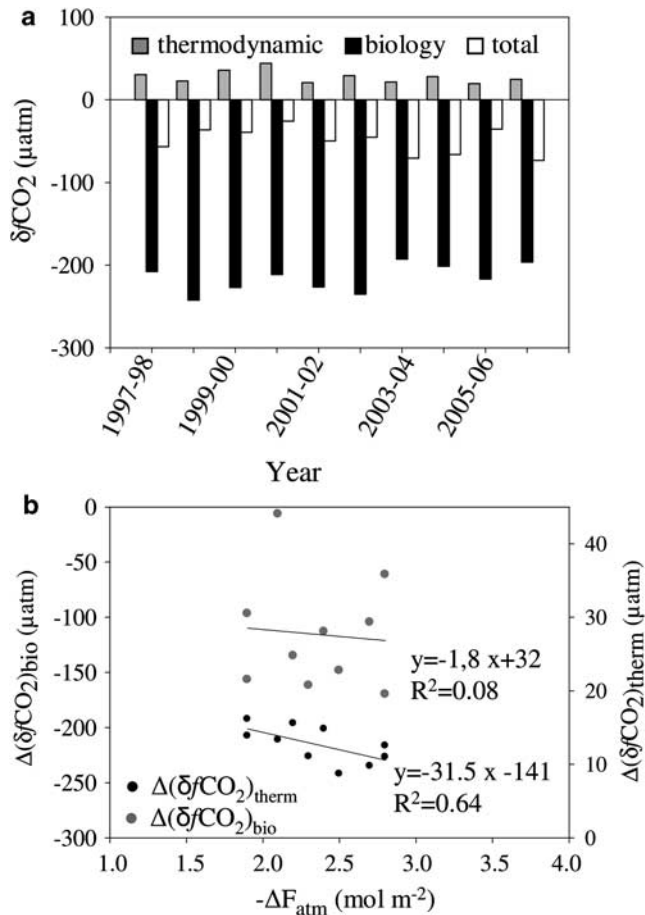 a
100
0
-100
-200
-300
δfCO₂ (µatm)
thermodynamic biology total
1997-98
1999-00
2001-02
2003-04
2005-06
Year
b
0
-50
-100
-150
-200
-250
-300
Δ(δfCO₂)bio (µatm)
y=-1,8 x+32
R²=0.08
y=-31.5 x -141
R²=0.64
Δ(δfCO₂)therm
Δ(δfCO₂)bio
40
30
20
10
0
Δ(δfCO₂)therm (µatm)
1.0 1.5 2.0 2.5 3.0 3.5 4.0
-ΔFatm (mol m⁻²)